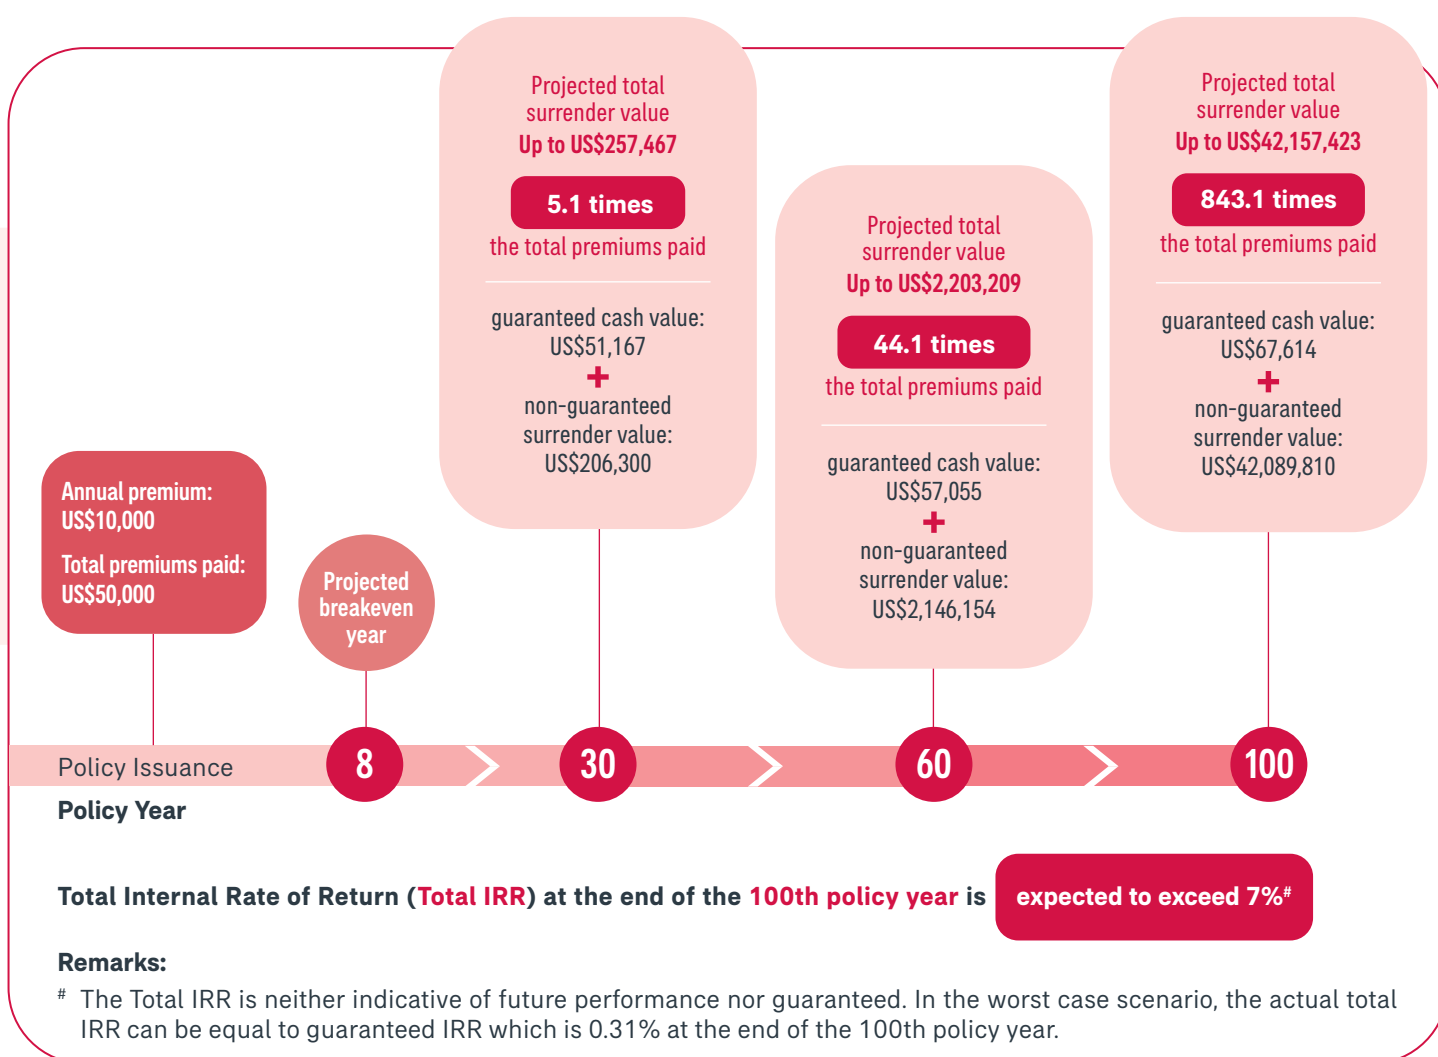 Annual premium:
US$10,000
Total premiums paid:
US$50,000
Projected
breakeven
year
Projected total
surrender value
Up to US$257,467
5.1 times
the total premiums paid
guaranteed cash value:
US$51,167
+
non-guaranteed
surrender value:
US$206,300
Projected total
surrender value
Up to US$2,203,209
44.1 times
the total premiums paid
guaranteed cash value:
US$57,055
+
non-guaranteed
surrender value:
US$2,146,154
Projected total
surrender value
Up to US$42,157,423
843.1 times
the total premiums paid
guaranteed cash value:
US$67,614
+
non-guaranteed
surrender value:
US$42,089,810
Policy Issuance
8
30
60
100
Policy Year
Total Internal Rate of Return (Total IRR) at the end of the 100th policy year is expected to exceed 7%#
Remarks:
# The Total IRR is neither indicative of future performance nor guaranteed. In the worst case scenario, the actual total
IRR can be equal to guaranteed IRR which is 0.31% at the end of the 100th policy year.